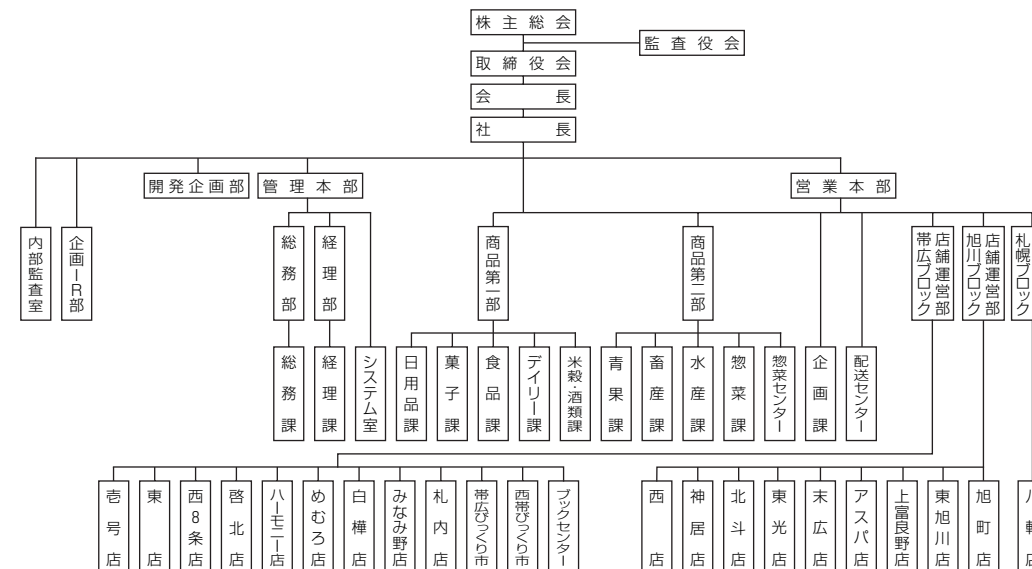 株主総会
監査役会
取締役会
会長
社長
開発企画部
管理本部
営業本部
内部監査室
企画IR部
総務部
経理部
商品第一部
商品第二部
店舗運営部
帯広ブロック
店舗運営部
旭川ブロック
札幌ブロック
総務課
経理課
システム室
日用品課
菓子課
食品課
デイリー課
米穀・酒類課
青果課
畜産課
水産課
惣菜課
惣菜センター
企画課
配送センター
壱号店
東店
西8条店
啓北店
ハーモニー店
めむろ店
白樺店
みなみ野店
札内店
帯広びっくり市
西帯びっくり市
ブックセンター
西店
神居店
北斗店
東光店
末広店
アスパ店
上富良野店
東旭川店
旭町店